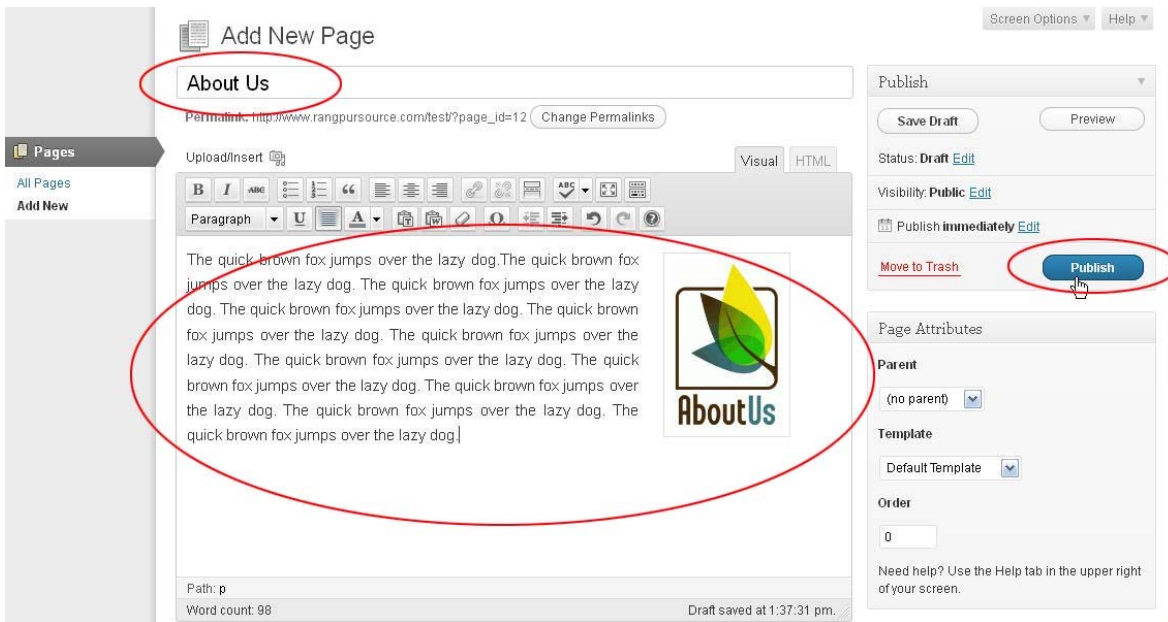 Screen Options Help
Add New Page
About Us
Permalink: http://www.rangpursource.com/test/?page_id=12 Change Permalinks
Pages
All Pages
Add New
Upload/Insert
Visual HTML
B I ABC ABC
Paragraph U A T W Ω
The quick brown fox jumps over the lazy dog.The quick brown fox
jumps over the lazy dog. The quick brown fox jumps over the lazy
dog. The quick brown fox jumps over the lazy dog. The quick brown
fox jumps over the lazy dog. The quick brown fox jumps over the
lazy dog. The quick brown fox jumps over the lazy dog. The quick
brown fox jumps over the lazy dog. The quick brown fox jumps over
the lazy dog. The quick brown fox jumps over the lazy dog. The
quick brown fox jumps over the lazy dog.
AboutUs
Path: p
Word count: 98 Draft saved at 1:37:31 pm.
Publish
Save Draft Preview
Status: Draft Edit
Visibility: Public Edit
Publish immediately Edit
Move to Trash Publish
Page Attributes
Parent
(no parent)
Template
Default Template
Order
0
Need help? Use the Help tab in the upper right
of your screen.